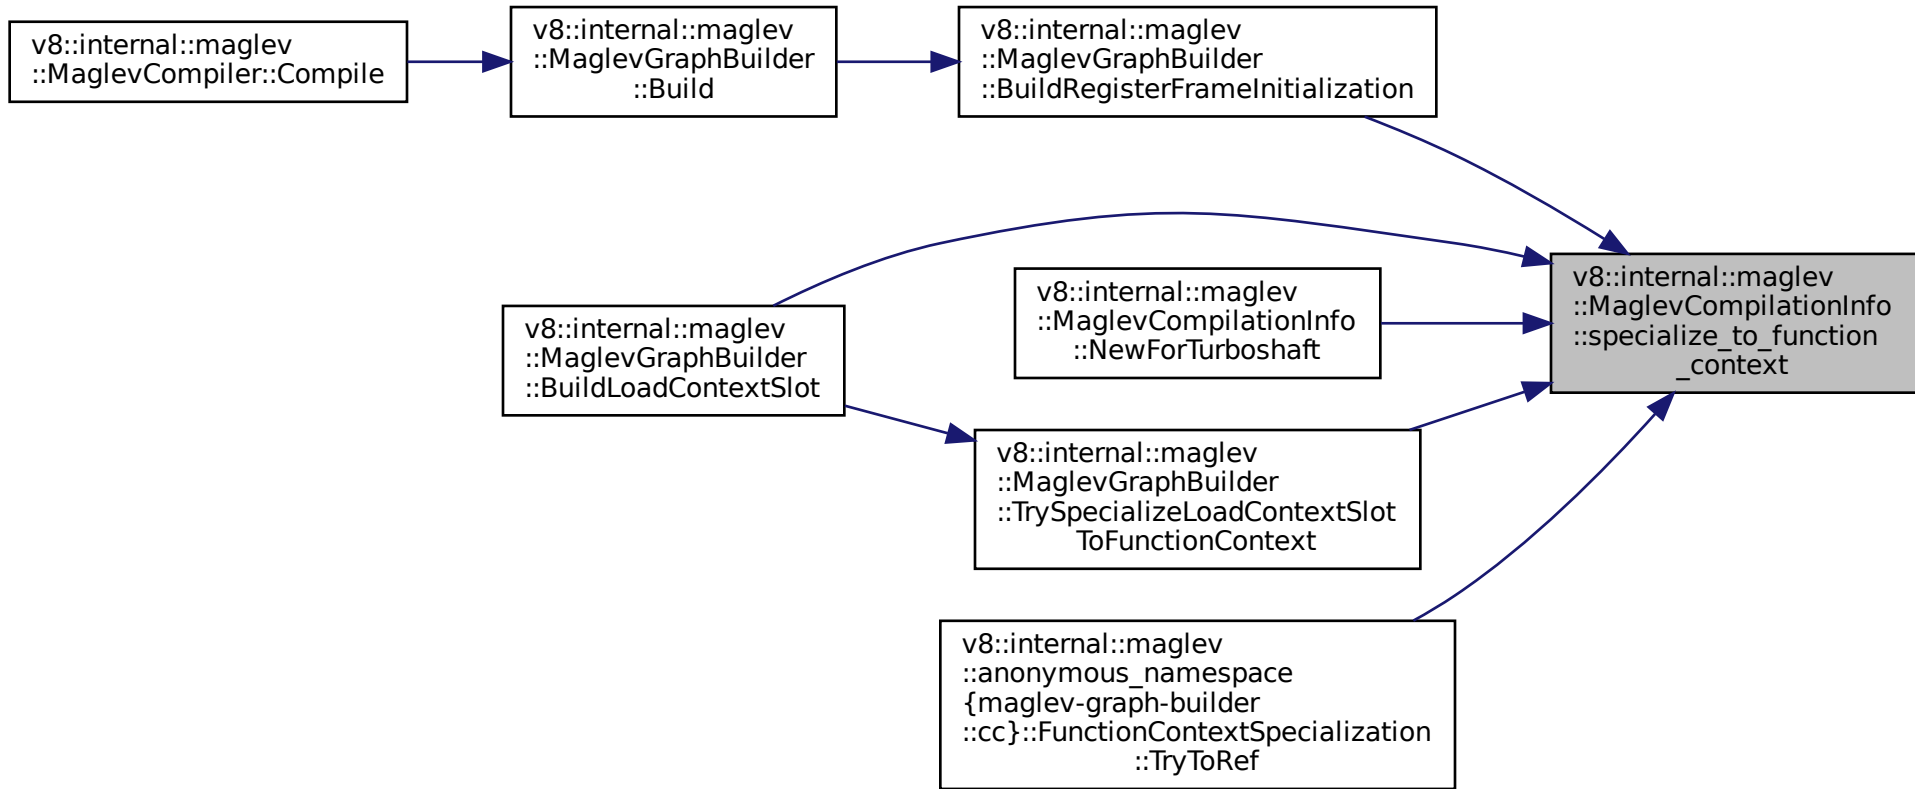 v8::internal::maglev
::MaglevCompiler::Compile
v8::internal::maglev
::MaglevGraphBuilder
::Build
v8::internal::maglev
::MaglevGraphBuilder
::BuildRegisterFrameInitialization
v8::internal::maglev
::MaglevGraphBuilder
::BuildLoadContextSlot
v8::internal::maglev
::MaglevCompilationInfo
::NewForTurboshaft
v8::internal::maglev
::MaglevCompilationInfo
::specialize_to_function
_context
v8::internal::maglev
::MaglevGraphBuilder
::TrySpecializeLoadContextSlot
ToFunctionContext
v8::internal::maglev
::anonymous_namespace
{maglev-graph-builder
::cc}::FunctionContextSpecialization
::TryToRef